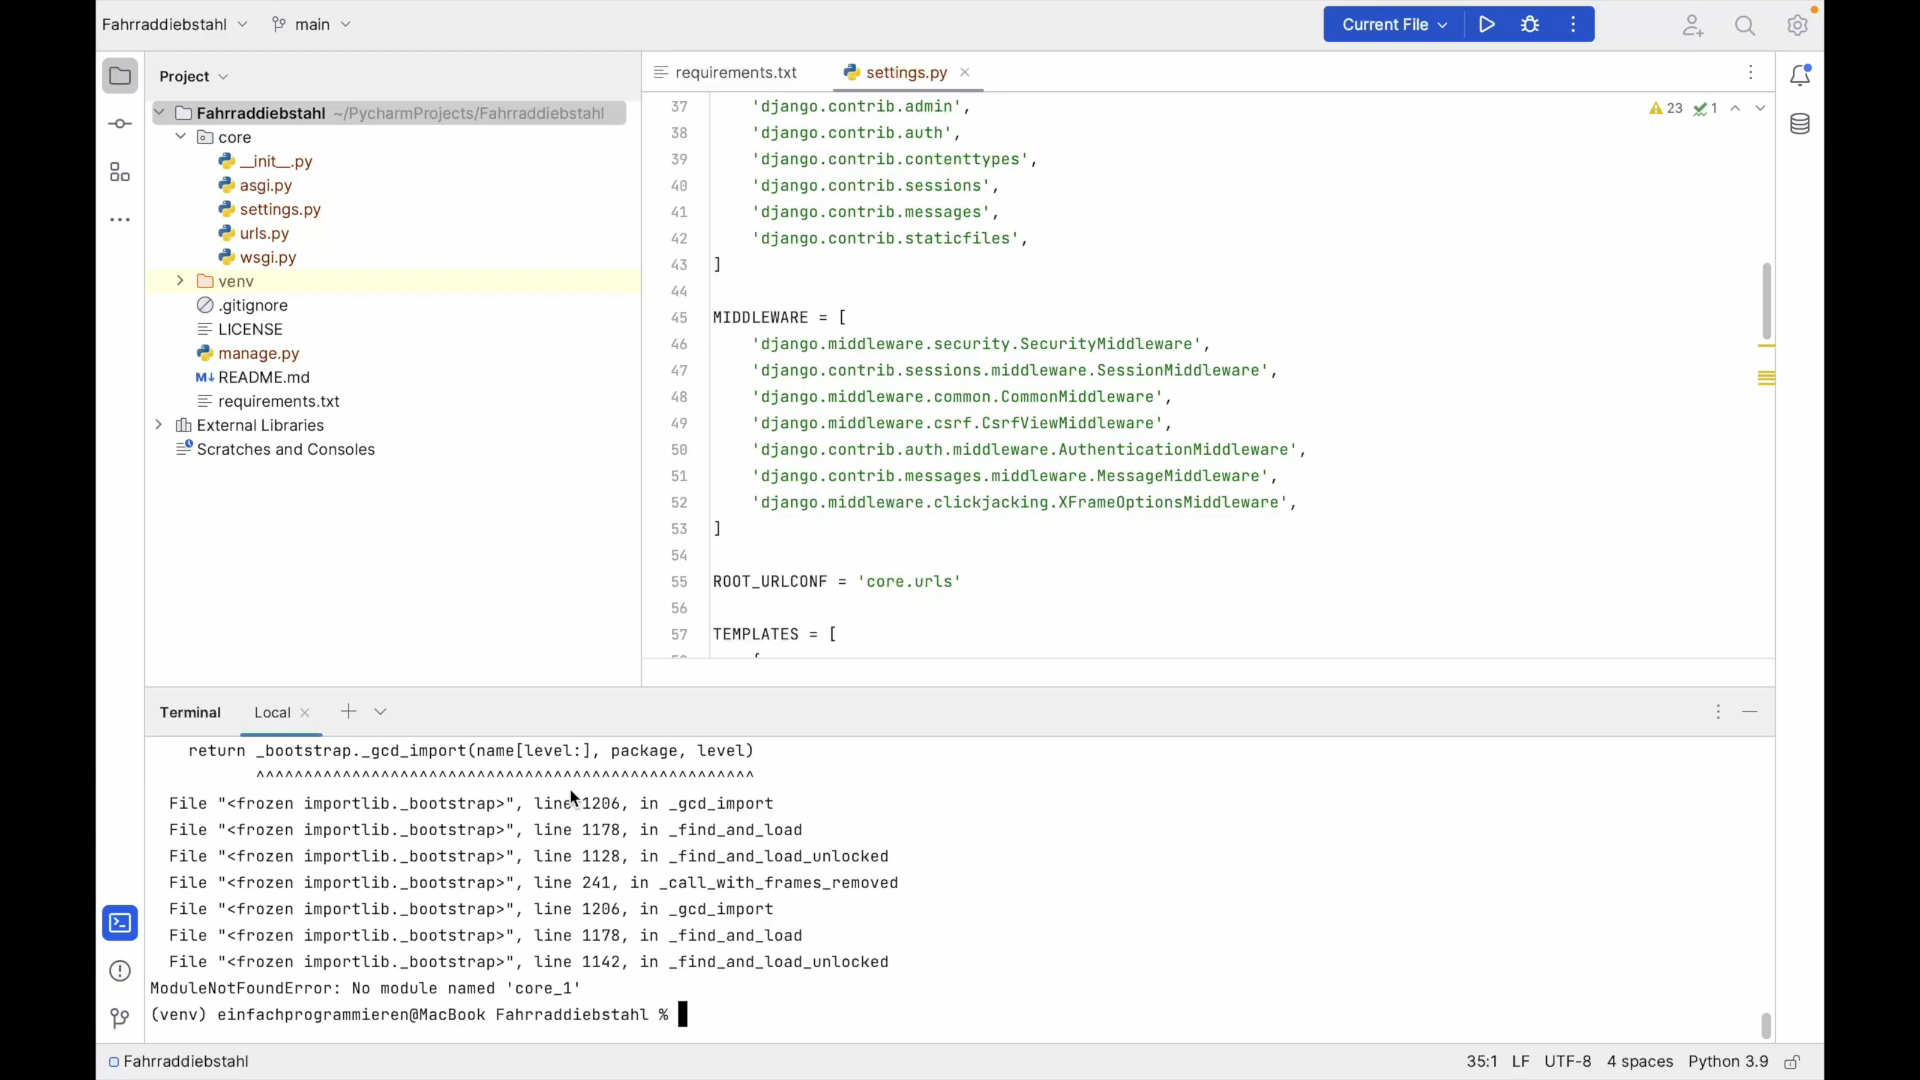 Fahrraddiebstahl
main
Current File
Project
requirements.txt
settings.py
Fahrraddiebstahl ~/PycharmProjects/Fahrraddiebstahl
core
__init__.py
asgi.py
settings.py
urls.py
wsgi.py
venv
.gitignore
LICENSE
manage.py
M↓ README.md
requirements.txt
External Libraries
Scratches and Consoles
23 1
37 'django.contrib.admin',
38 'django.contrib.auth',
39 'django.contrib.contenttypes',
40 'django.contrib.sessions',
41 'django.contrib.messages',
42 'django.contrib.staticfiles',
43 ]
44
45 MIDDLEWARE = [
46 'django.middleware.security.SecurityMiddleware',
47 'django.contrib.sessions.middleware.SessionMiddleware',
48 'django.middleware.common.CommonMiddleware',
49 'django.middleware.csrf.CsrfViewMiddleware',
50 'django.contrib.auth.middleware.AuthenticationMiddleware',
51 'django.contrib.messages.middleware.MessageMiddleware',
52 'django.middleware.clickjacking.XFrameOptionsMiddleware',
53 ]
54
55 ROOT_URLCONF = 'core.urls'
56
57 TEMPLATES = [
Terminal
Local
return _bootstrap._gcd_import(name[level:], package, level)
^^^^^^^^^^^^^^^^^^^^^^^^^^^^^^^^^^^^^^^^^^^^^^^^^^^^
File "<frozen importlib._bootstrap>", line 1206, in _gcd_import
File "<frozen importlib._bootstrap>", line 1178, in _find_and_load
File "<frozen importlib._bootstrap>", line 1128, in _find_and_load_unlocked
File "<frozen importlib._bootstrap>", line 241, in _call_with_frames_removed
File "<frozen importlib._bootstrap>", line 1206, in _gcd_import
File "<frozen importlib._bootstrap>", line 1178, in _find_and_load
File "<frozen importlib._bootstrap>", line 1142, in _find_and_load_unlocked
ModuleNotFoundError: No module named 'core_1'
(venv) einfachprogrammieren@MacBook Fahrraddiebstahl %
Fahrraddiebstahl
35:1 LF UTF-8 4 spaces Python 3.9